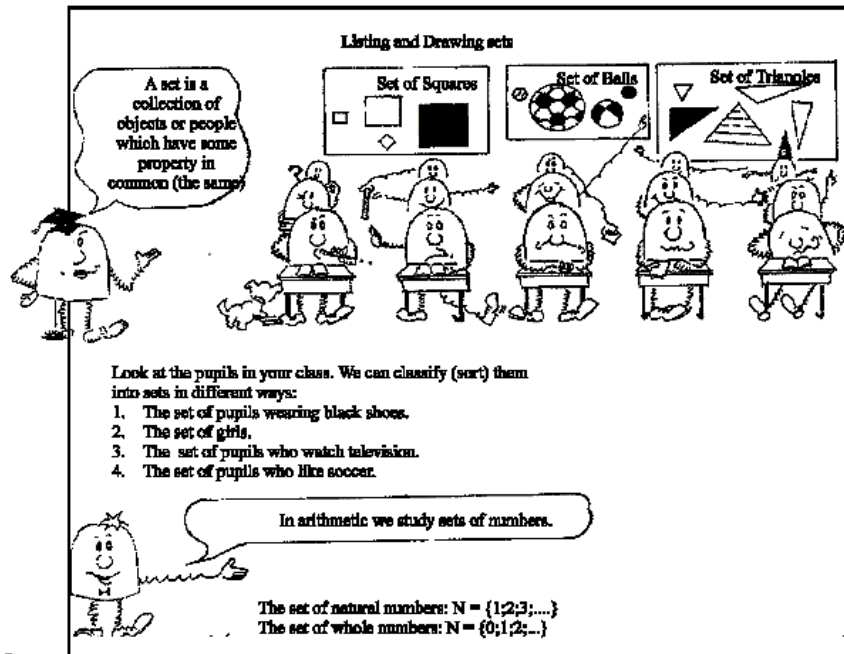 Listing and Drawing sets
A set is a
collection of
objects or people
which have some
property in
common (the same)
Set of Squares
Set of Balls
Set of Triangles
Look at the pupils in your class. We can classify (sort) them
into sets in different ways:
1. The set of pupils wearing black shoes.
2. The set of girls.
3. The set of pupils who watch television.
4. The set of pupils who like soccer.
In arithmetic we study sets of numbers.
The set of natural numbers: N = {1;2;3;....}
The set of whole numbers: N = {0;1;2;...}